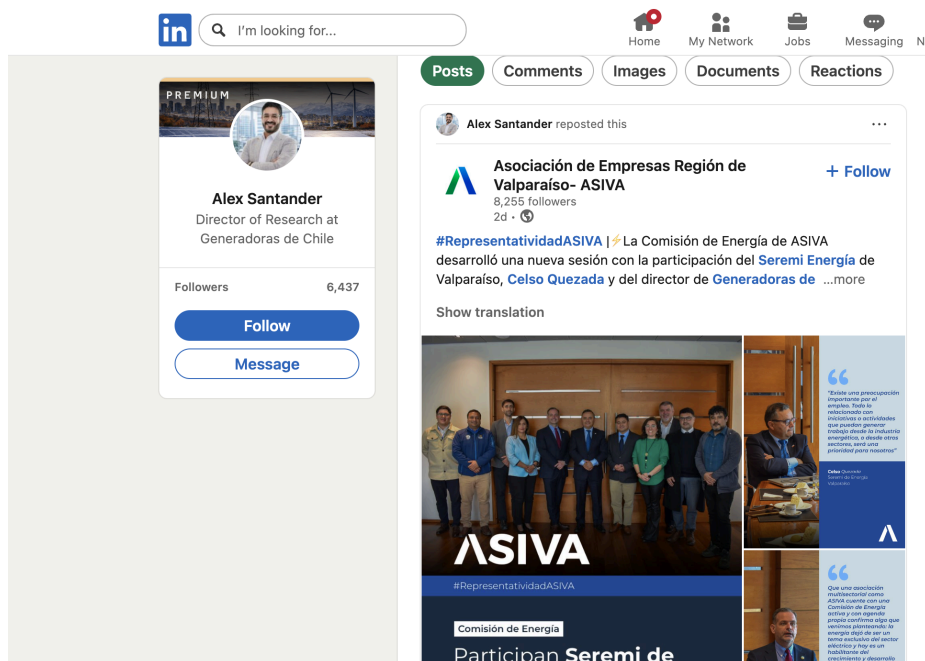 in
I'm looking for...
Home
My Network
Jobs
Messaging
N
PREMIUM
Alex Santander
Director of Research at
Generadoras de Chile
Followers 6,437
Follow
Message
Posts Comments Images Documents Reactions
Alex Santander reposted this
Asociación de Empresas Región de
Valparaíso- ASIVA
8,255 followers
2d •
+ Follow
#RepresentatividadASIVA |⚡La Comisión de Energía de ASIVA
desarrolló una nueva sesión con la participación del Seremi Energía de
Valparaíso, Celso Quezada y del director de Generadoras de ...more
Show translation
ASIVA
#RepresentatividadASIVA
Comisión de Energía
Participan Seremi de
"Existe una preocupación
importante por el
empleo. Todo lo
relacionado con
iniciativas o actividades
que puedan generar
trabajo desde la industria
energética, o desde otros
sectores, será una
prioridad para nosotros"
Celso Quezada
Seremi de Energía
Valparaíso
Que una asociación
multisectorial como
ASIVA cuente con una
Comisión de Energía
activa y con agenda
propia confirma algo que
venimos planteando: la
energía dejó de ser un
tema exclusivo del sector
eléctrico y hoy es un
habilitante del
crecimiento y desarrollo